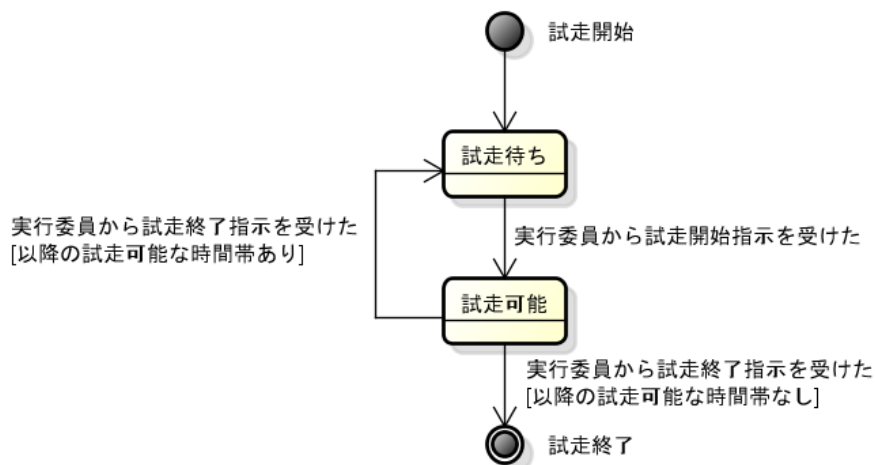 試走開始
試走待ち
実行委員から試走終了指示を受けた
[以降の試走可能な時間帯あり]
実行委員から試走開始指示を受けた
試走可能
実行委員から試走終了指示を受けた
[以降の試走可能な時間帯なし]
試走終了